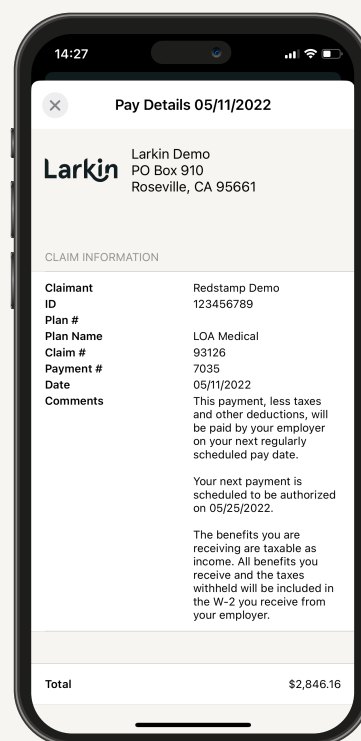 14:27
Pay Details 05/11/2022
Larkin
Larkin Demo
PO Box 910
Roseville, CA 95661
CLAIM INFORMATION
Claimant Redstamp Demo
ID 123456789
Plan #
Plan Name LOA Medical
Claim # 93126
Payment # 7035
Date 05/11/2022
Comments This payment, less taxes
and other deductions, will
be paid by your employer
on your next regularly
scheduled pay date.
Your next payment is
scheduled to be authorized
on 05/25/2022.
The benefits you are
receiving are taxable as
income. All benefits you
receive and the taxes
withheld will be included in
the W-2 you receive from
your employer.
Total $2,846.16